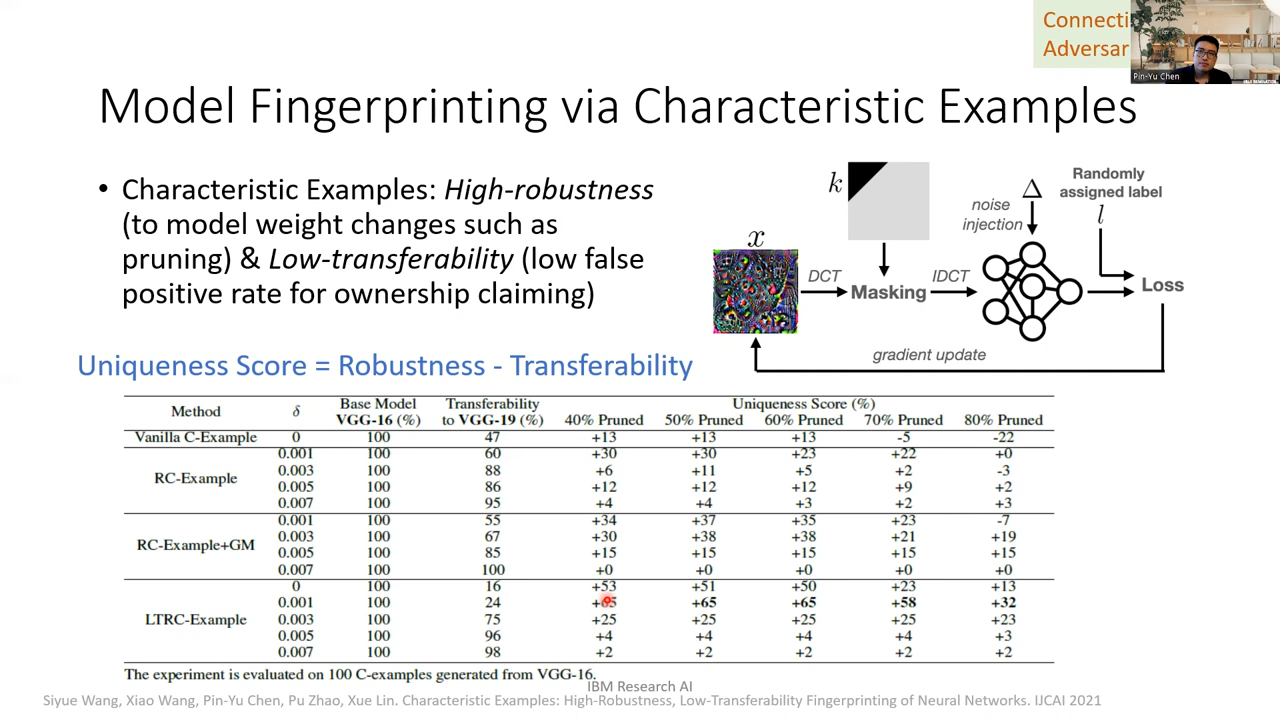 Connecti
Adversar
Pin-Yu Chen
Model Fingerprinting via Characteristic Examples
• Characteristic Examples: High-robustness
(to model weight changes such as
pruning) & Low-transferability (low false
positive rate for ownership claiming)
Uniqueness Score = Robustness - Transferability
k
x
DCT
Masking
IDCT
noise
injection
Δ
Randomly
assigned label
l
Loss
gradient update
Method δ Base Model VGG-16 (%) Transferability to VGG-19 (%) Uniqueness Score (%)
40% Pruned 50% Pruned 60% Pruned 70% Pruned 80% Pruned
Vanilla C-Example 0 100 47 +13 +13 +13 -5 -22
RC-Example
0.001 100 60 +30 +30 +23 +22 +0
0.003 100 88 +6 +11 +5 +2 -3
0.005 100 86 +12 +12 +12 +9 +2
0.007 100 95 +4 +4 +3 +2 +3
RC-Example+GM
0.001 100 55 +34 +37 +35 +23 -7
0.003 100 67 +30 +38 +38 +21 +19
0.005 100 85 +15 +15 +15 +15 +15
0.007 100 100 +0 +0 +0 +0 +0
LTRC-Example
0 100 16 +53 +51 +50 +23 +13
0.001 100 24 +65 +65 +65 +58 +32
0.003 100 75 +25 +25 +25 +25 +23
0.005 100 96 +4 +4 +4 +4 +3
0.007 100 98 +2 +2 +2 +2 +2
The experiment is evaluated on 100 C-examples generated from VGG-16.
IBM Research AI
Siyue Wang, Xiao Wang, Pin-Yu Chen, Pu Zhao, Xue Lin. Characteristic Examples: High-Robustness, Low-Transferability Fingerprinting of Neural Networks. IJCAI 2021